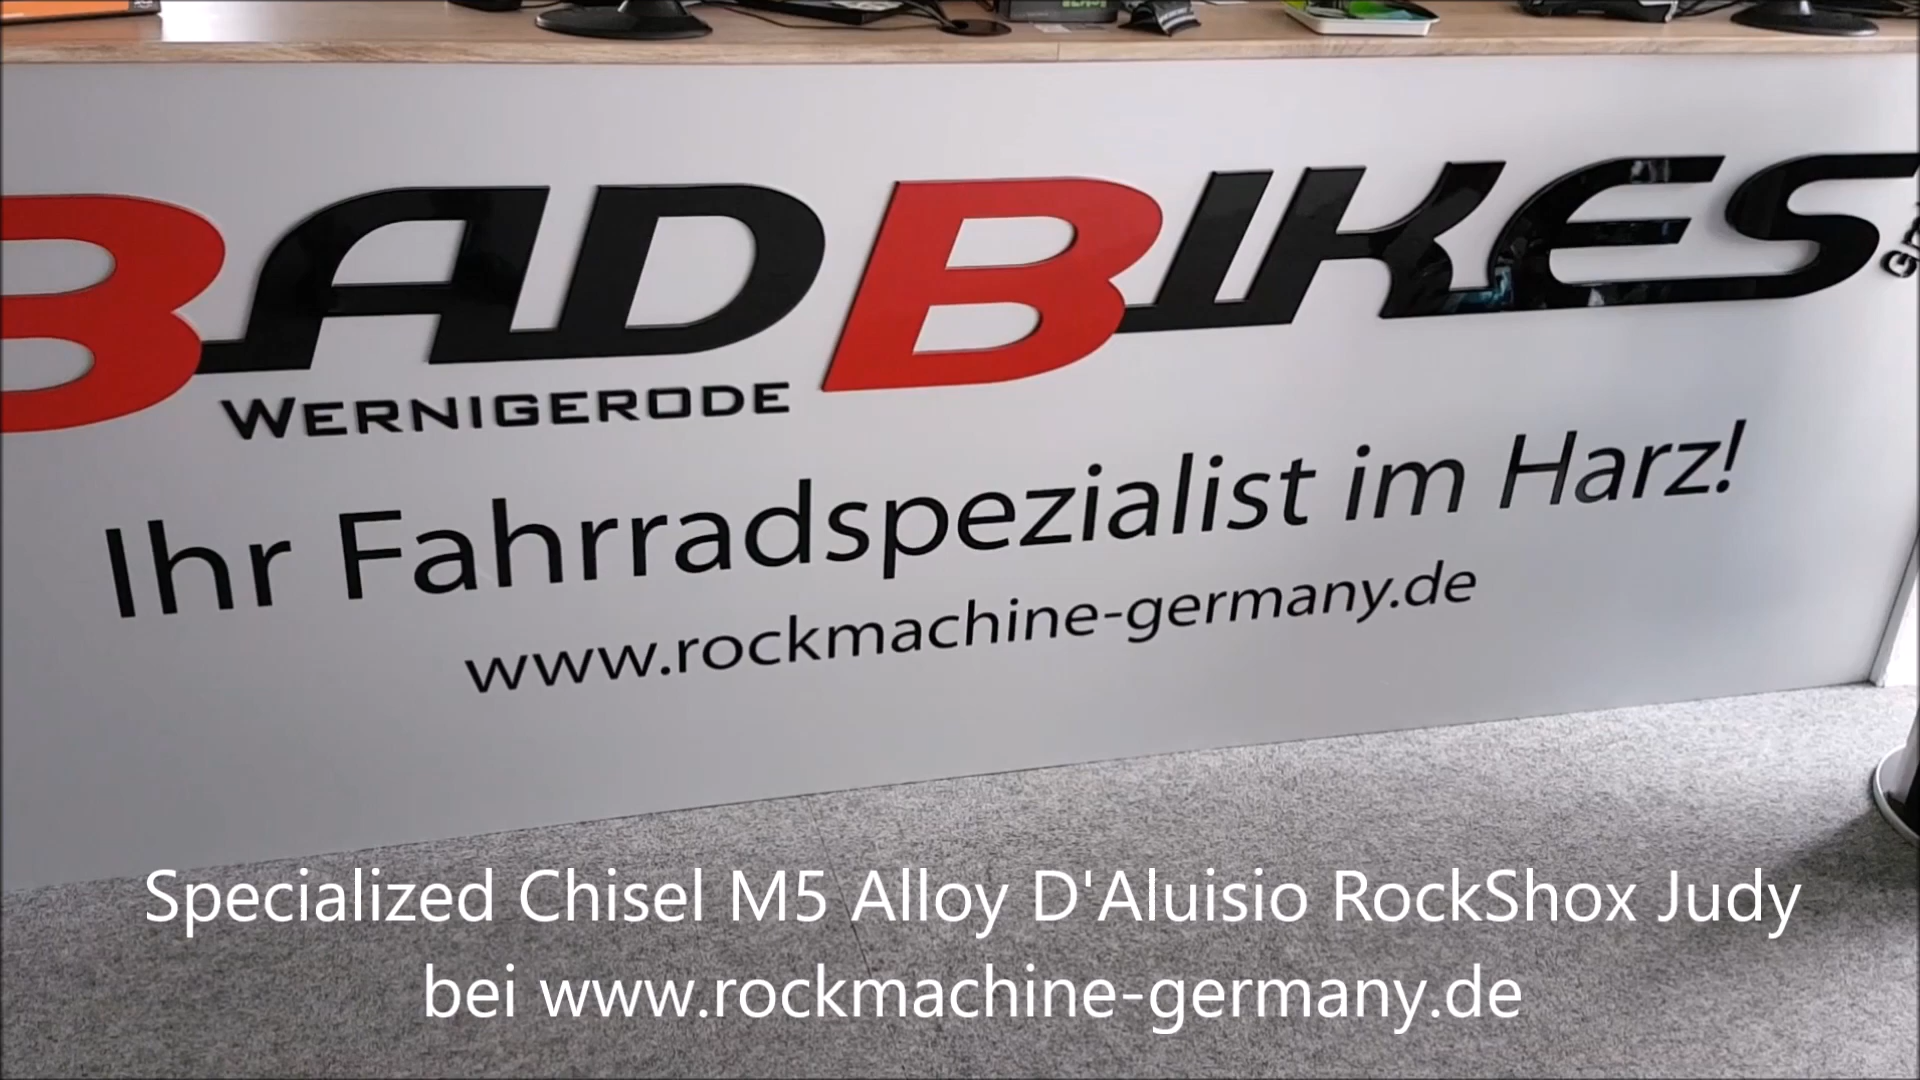 BADBIKES
WERNIGERODE
Ihr Fahrradspezialist im Harz!
www.rockmachine-germany.de
Specialized Chisel M5 Alloy D'Aluisio RockShox Judy
bei www.rockmachine-germany.de